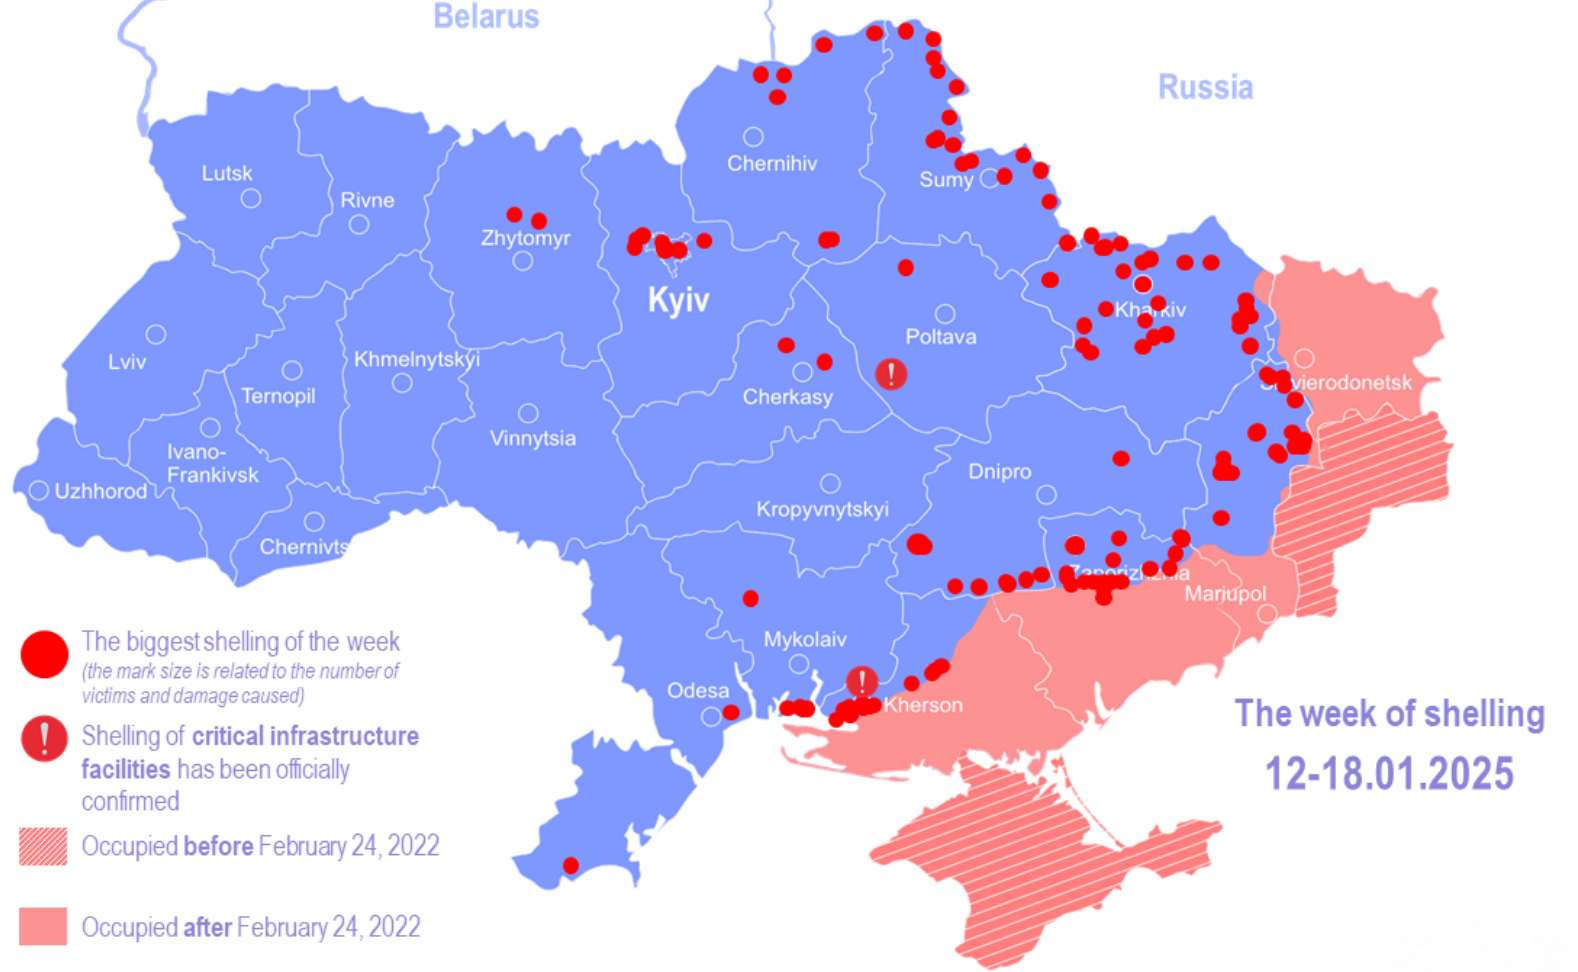 Belarus
Russia
Chernihiv
Lutsk
Sumy
Rivne
Zhytomyr
Kyiv
Kharkiv
Poltava
Lviv
Khmelnytskyi
Ternopil
Cherkasy
Sievierodonetsk
Vinnytsia
Ivano-
Frankivsk
Dnipro
Uzhhorod
Kropyvnytskyi
Chernivts
Zaporizhzhia
Mariupol
Mykolaiv
Odesa
Kherson
The biggest shelling of the week
(the mark size is related to the number of
victims and damage caused)
Shelling of critical infrastructure
facilities has been officially
confirmed
Occupied before February 24, 2022
Occupied after February 24, 2022
The week of shelling
12-18.01.2025